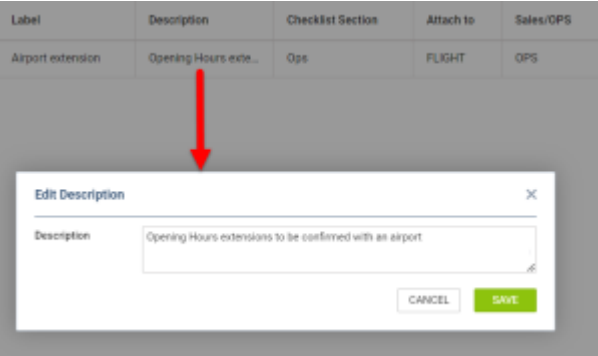 Label Description Checklist Section Attach to Sales/OPS
Airport extension Opening Hours exte... Ops FLIGHT OPS
Edit Description
Description Opening Hours extensions to be confirmed with an airport
CANCEL SAVE